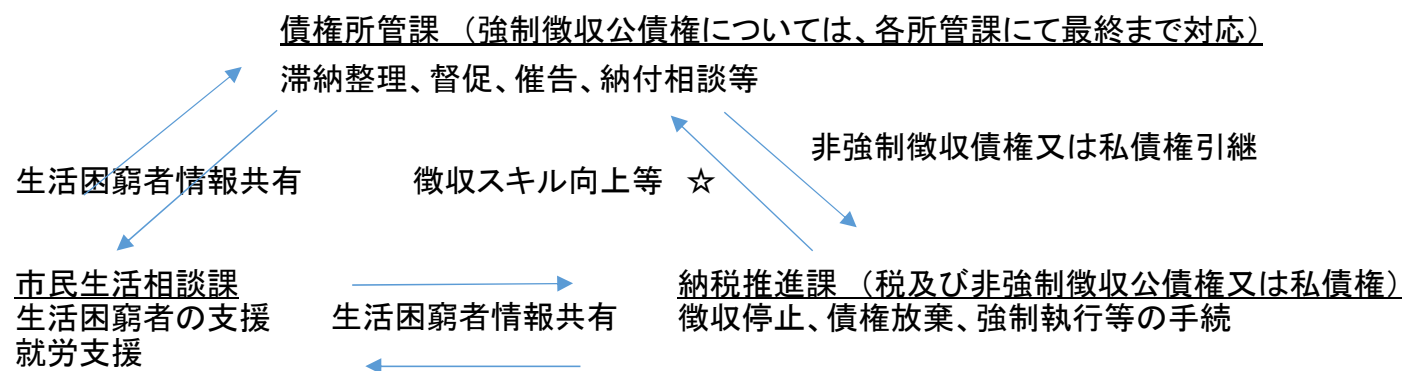 債権所管課 （強制徴収公債権については、各所管課にて最終まで対応）
滞納整理、督促、催告、納付相談等
非強制徴収債権又は私債権引継
生活困窮者情報共有
徴収スキル向上等 ☆
市民生活相談課
生活困窮者の支援
就労支援
生活困窮者情報共有
納税推進課 （税及び非強制徴収公債権又は私債権）
徴収停止、債権放棄、強制執行等の手続